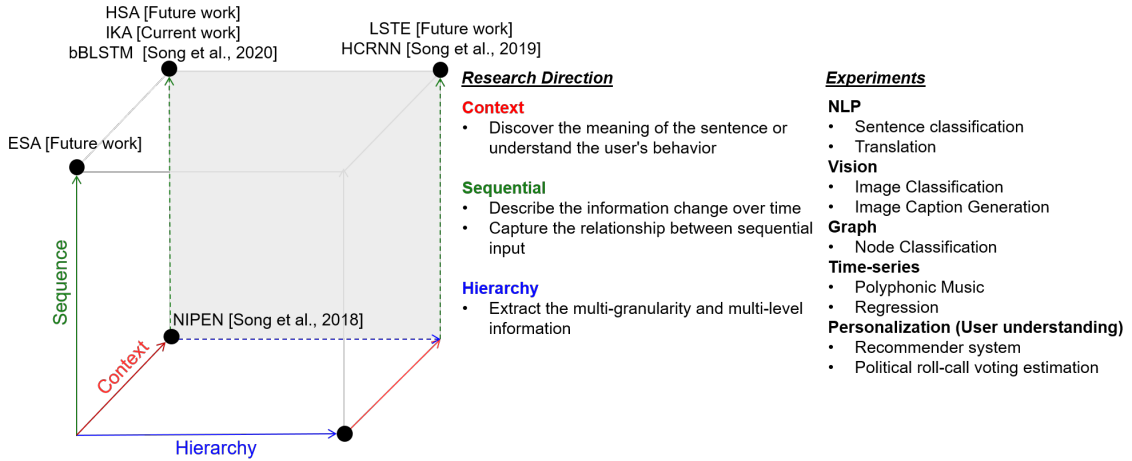 HSA [Future work]
IKA [Current work]
bBLSTM  [Song et al., 2020]
LSTE [Future work]
HCRNN [Song et al., 2019]
ESA [Future work]
NIPEN [Song et al., 2018]
Sequence
Context
Hierarchy
Research Direction
Context
• Discover the meaning of the sentence or
understand the user's behavior
Sequential
• Describe the information change over time
• Capture the relationship between sequential
input
Hierarchy
• Extract the multi-granularity and multi-level
information
Experiments
NLP
• Sentence classification
• Translation
Vision
• Image Classification
• Image Caption Generation
Graph
• Node Classification
Time-series
• Polyphonic Music
• Regression
Personalization (User understanding)
• Recommender system
• Political roll-call voting estimation